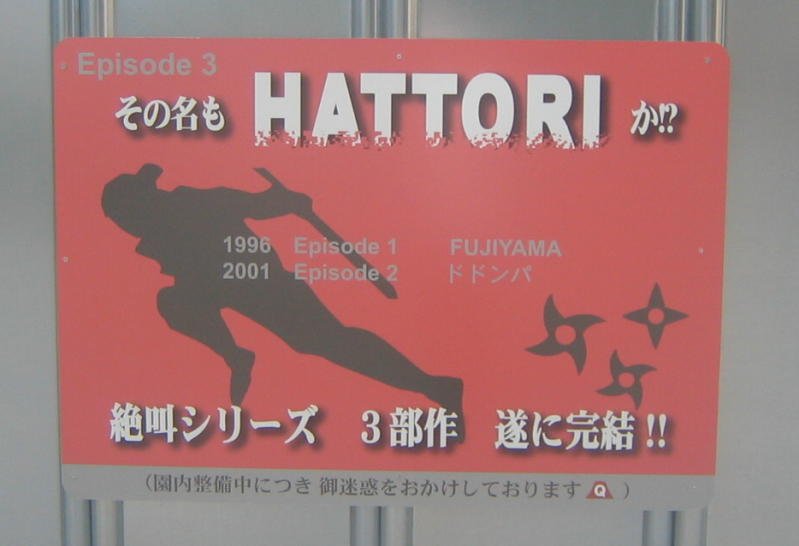 Episode 3
その名も HATTORI か!?
1996 Episode 1 FUJIYAMA
2001 Episode 2 ドドンパ
絶叫シリーズ 3部作 遂に完結!!
(園内整備中につき 御迷惑をおかけしております Q )